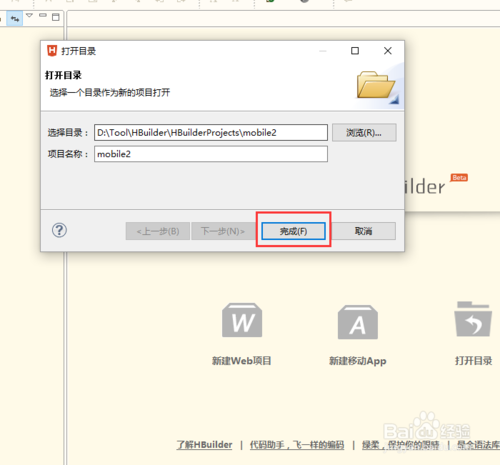 打开目录
打开目录
选择一个目录作为新的项目打开
选择目录： D:\Tool\HBuilder\HBuilderProjects\mobile2 浏览(R)...
项目名称： mobile2
uilder Beta
<上一步(B) 下一步(N)> 完成(F) 取消
W A
新建Web项目 新建移动App 打开目录
Baidu 经验
了解HBuilder | 代码助手，飞一样的编码 | 绿柔，保护你的眼睛 | 是全语法库